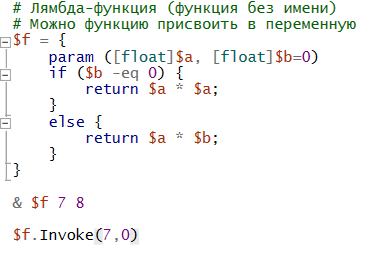 # Лямбда-функция (функция без имени)
# Можно функцию присвоить в переменную
$f = {
    param ([float]$a, [float]$b=0)
    if ($b -eq 0) {
        return $a * $a;
    }
    else {
        return $a * $b;
    }
}
& $f 7 8
$f.Invoke(7,0)